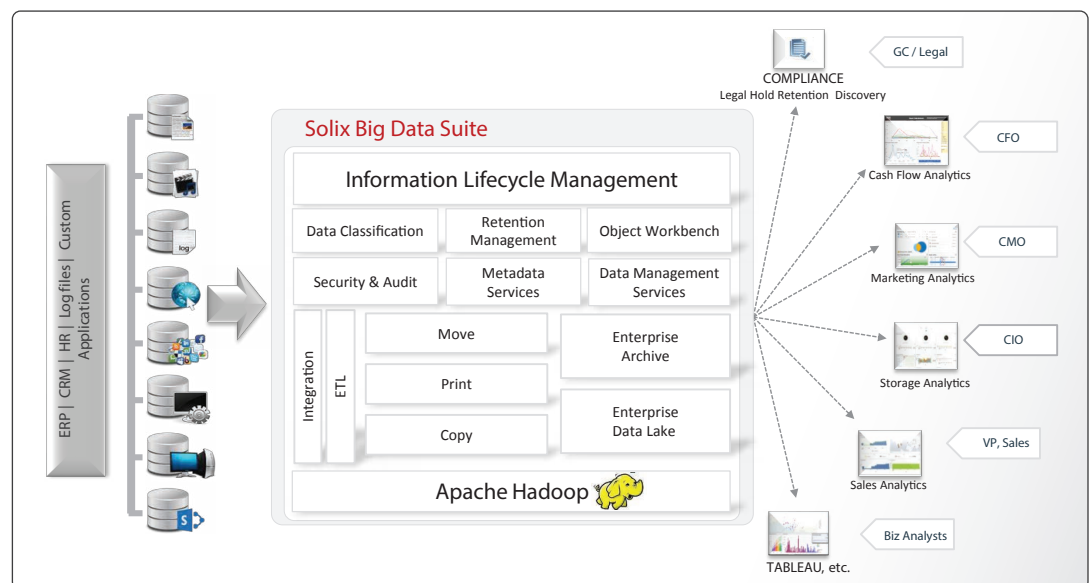 ERP | CRM | HR | Logfiles | Custom
Applications
log
Solix Big Data Suite
Information Lifecycle Management
Data Classification
Retention
Management
Object Workbench
Security & Audit
Metadata
Services
Data Management
Services
Integration
ETL
Move
Print
Copy
Enterprise
Archive
Enterprise
Data Lake
Apache Hadoop
COMPLIANCE
Legal Hold Retention Discovery
GC / Legal
Cash Flow Analytics
CFO
Marketing Analytics
CMO
Storage Analytics
CIO
Sales Analytics
VP, Sales
TABLEAU, etc.
Biz Analysts